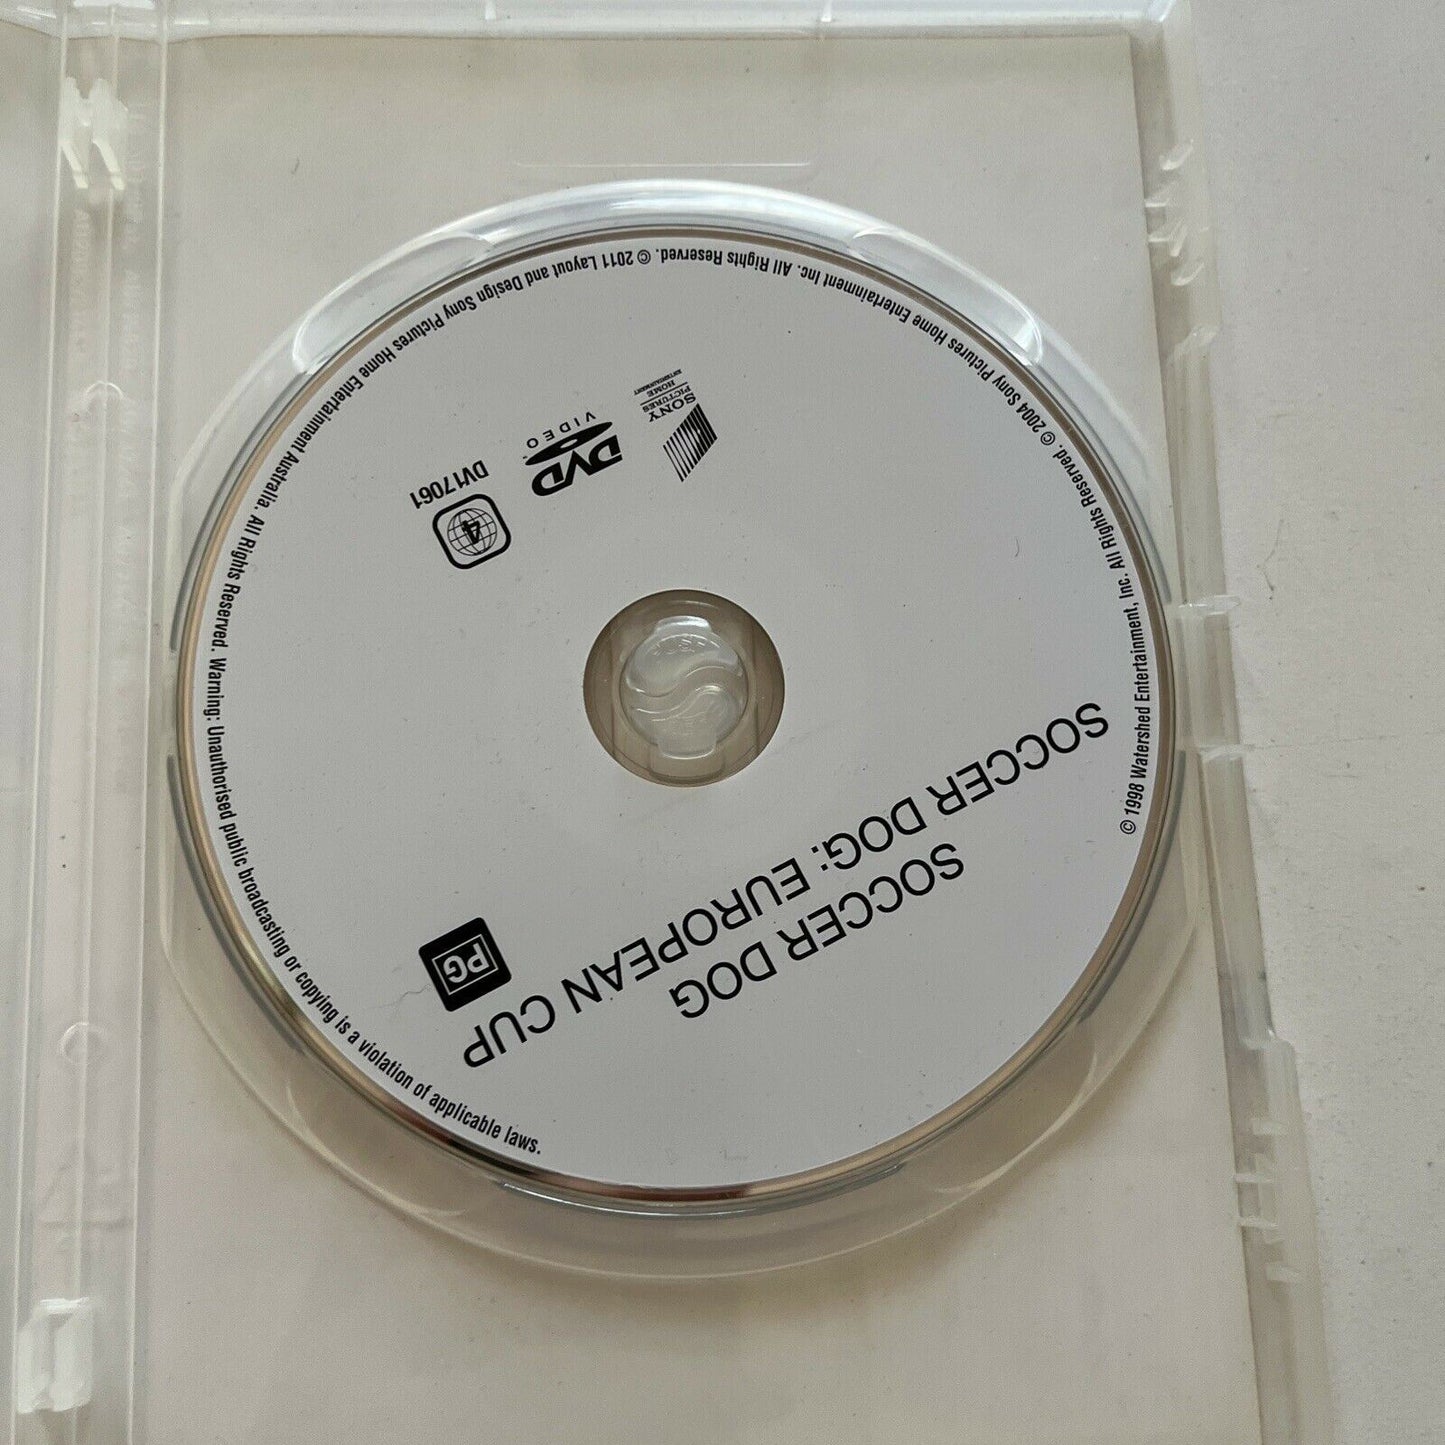 SOCCER DOG
SOCCER DOG: EUROPEAN CUP
PG
4
DV17061
DVD
VIDEO
SONY
PICTURES
HOME
ENTERTAINMENT
© 1998 Watershed Entertainment, Inc. All Rights Reserved. © 2004 Sony Pictures Home Entertainment Inc. All Rights Reserved. © 2011 Layout and Design Sony Pictures Home Entertainment Australia. All Rights Reserved. Warning: Unauthorised public broadcasting or copying is a violation of applicable laws.